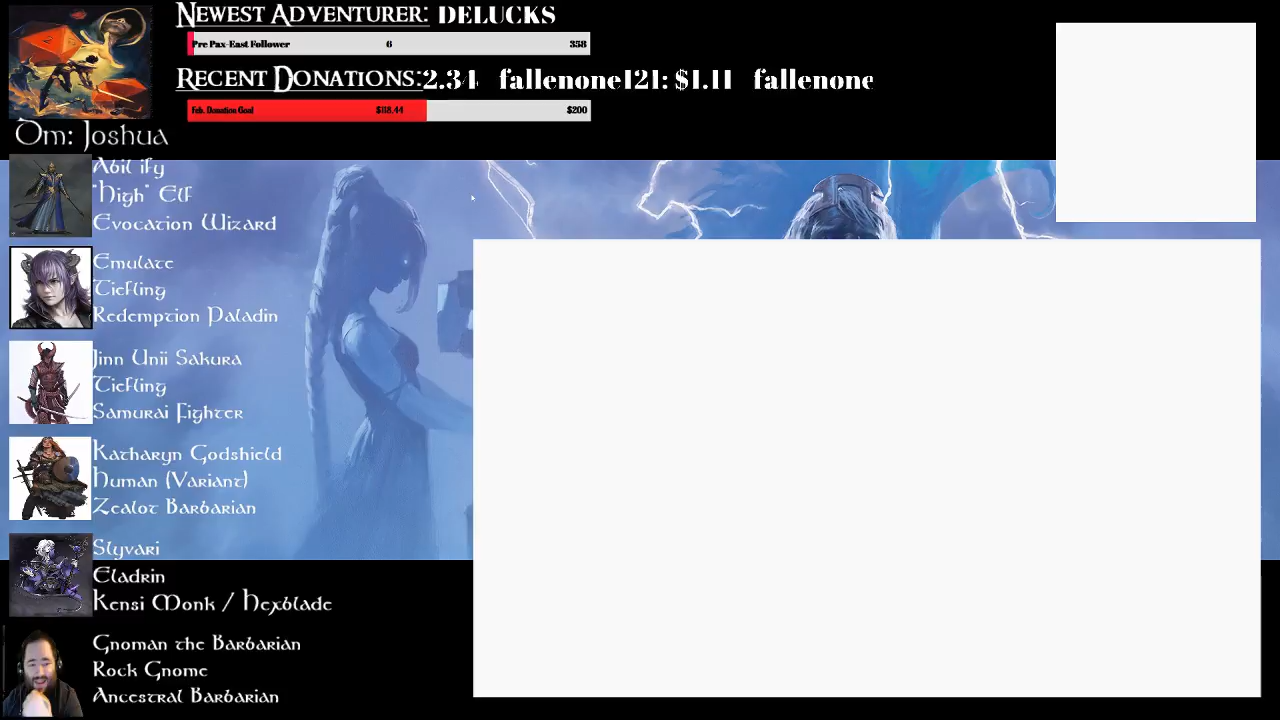 NEWEST ADVENTURER: DELUCKS
Pre Pax-East Follower 6 358
RECENT DONATIONS: 2.34 fallenone121: $1.11 fallenone
Feb. Donation Goal $88.44 $200
Dm: Joshua
Abil ify
"High" Elf
Evocation Wizard
Emulate
Tiefling
Redemption Paladin
Jinn Unii Sakura
Tiefling
Samurai Fighter
Katharyn Godshield
Human (Variant)
Zealot Barbarian
Slyvari
Eladrin
Kensi Monk / Hexblade
Gnoman the Barbarian
Rock Gnome
Ancestral Barbarian